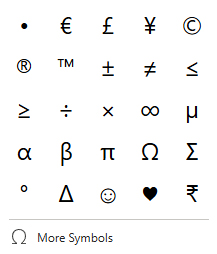 • € £ ¥ ©
® ™ ± ≠ ≤
≥ ÷ × ∞ µ
α β π Ω Σ
° Δ ☺ ♥ ₹
Ω More Symbols